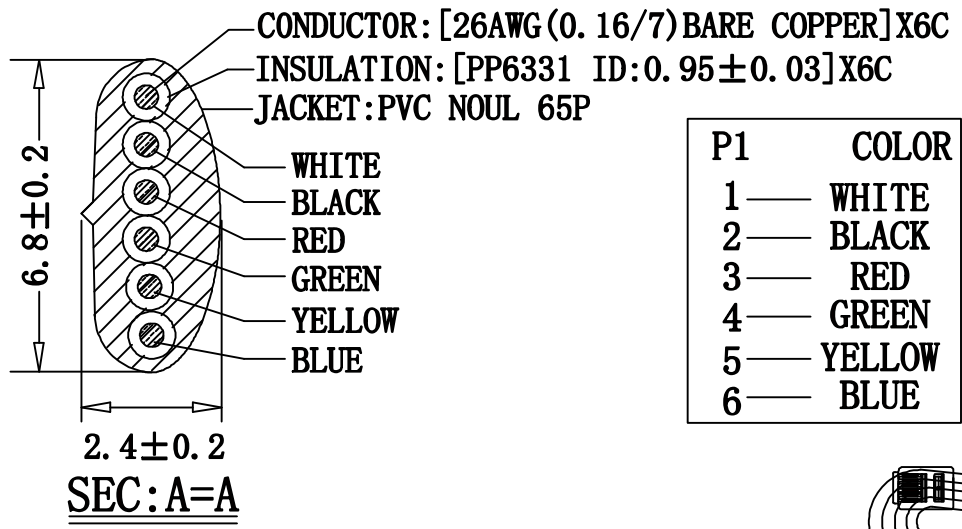 CONDUCTOR:[26AWG(0.16/7)BARE COPPER]X6C
INSULATION:[PP6331 ID:0.95±0.03]X6C
JACKET:PVC NOUL 65P
WHITE
BLACK
RED
GREEN
YELLOW
BLUE
6.8±0.2
2.4±0.2
SEC:A=A
P1 COLOR
1 WHITE
2 BLACK
3 RED
4 GREEN
5 YELLOW
6 BLUE